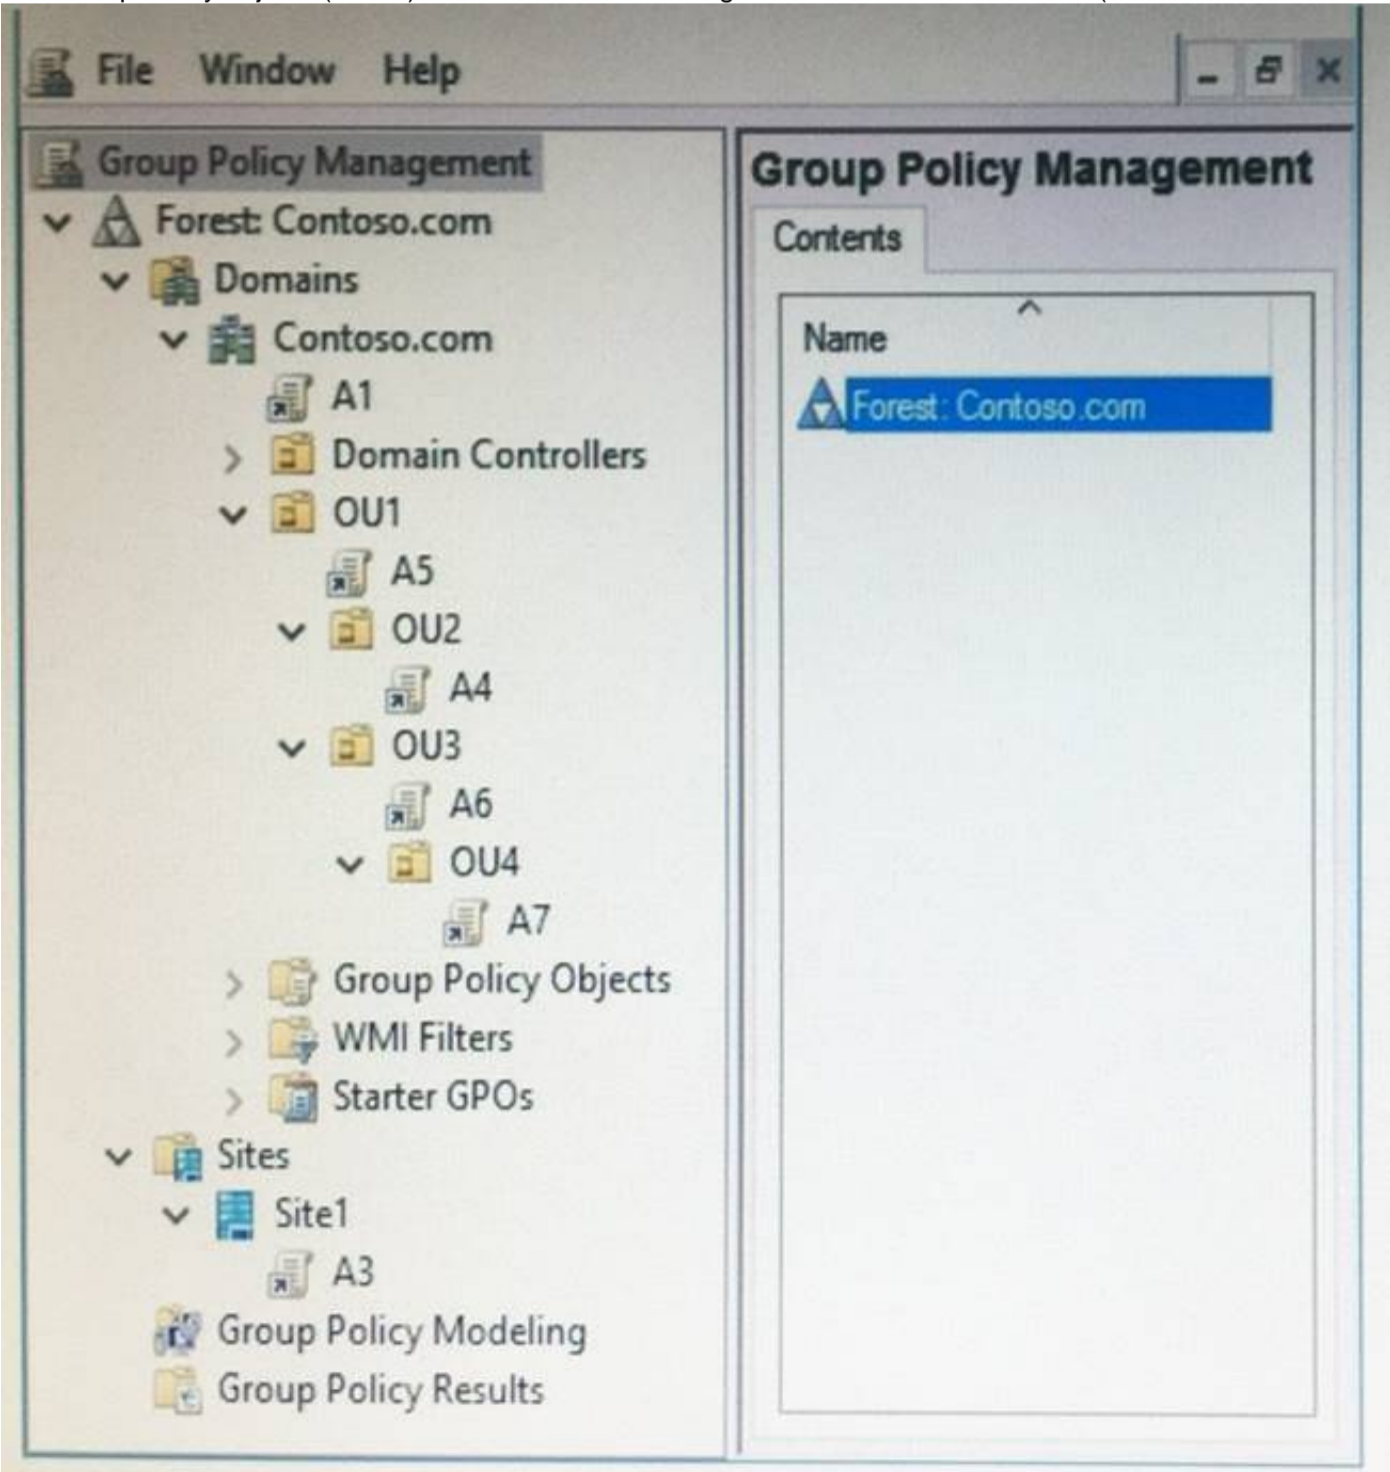 File Window Help
Group Policy Management
Forest: Contoso.com
Domains
Contoso.com
A1
Domain Controllers
OU1
A5
OU2
A4
OU3
A6
OU4
A7
Group Policy Objects
WMI Filters
Starter GPOs
Sites
Site1
A3
Group Policy Modeling
Group Policy Results
Group Policy Management
Contents
Name
Forest: Contoso.com